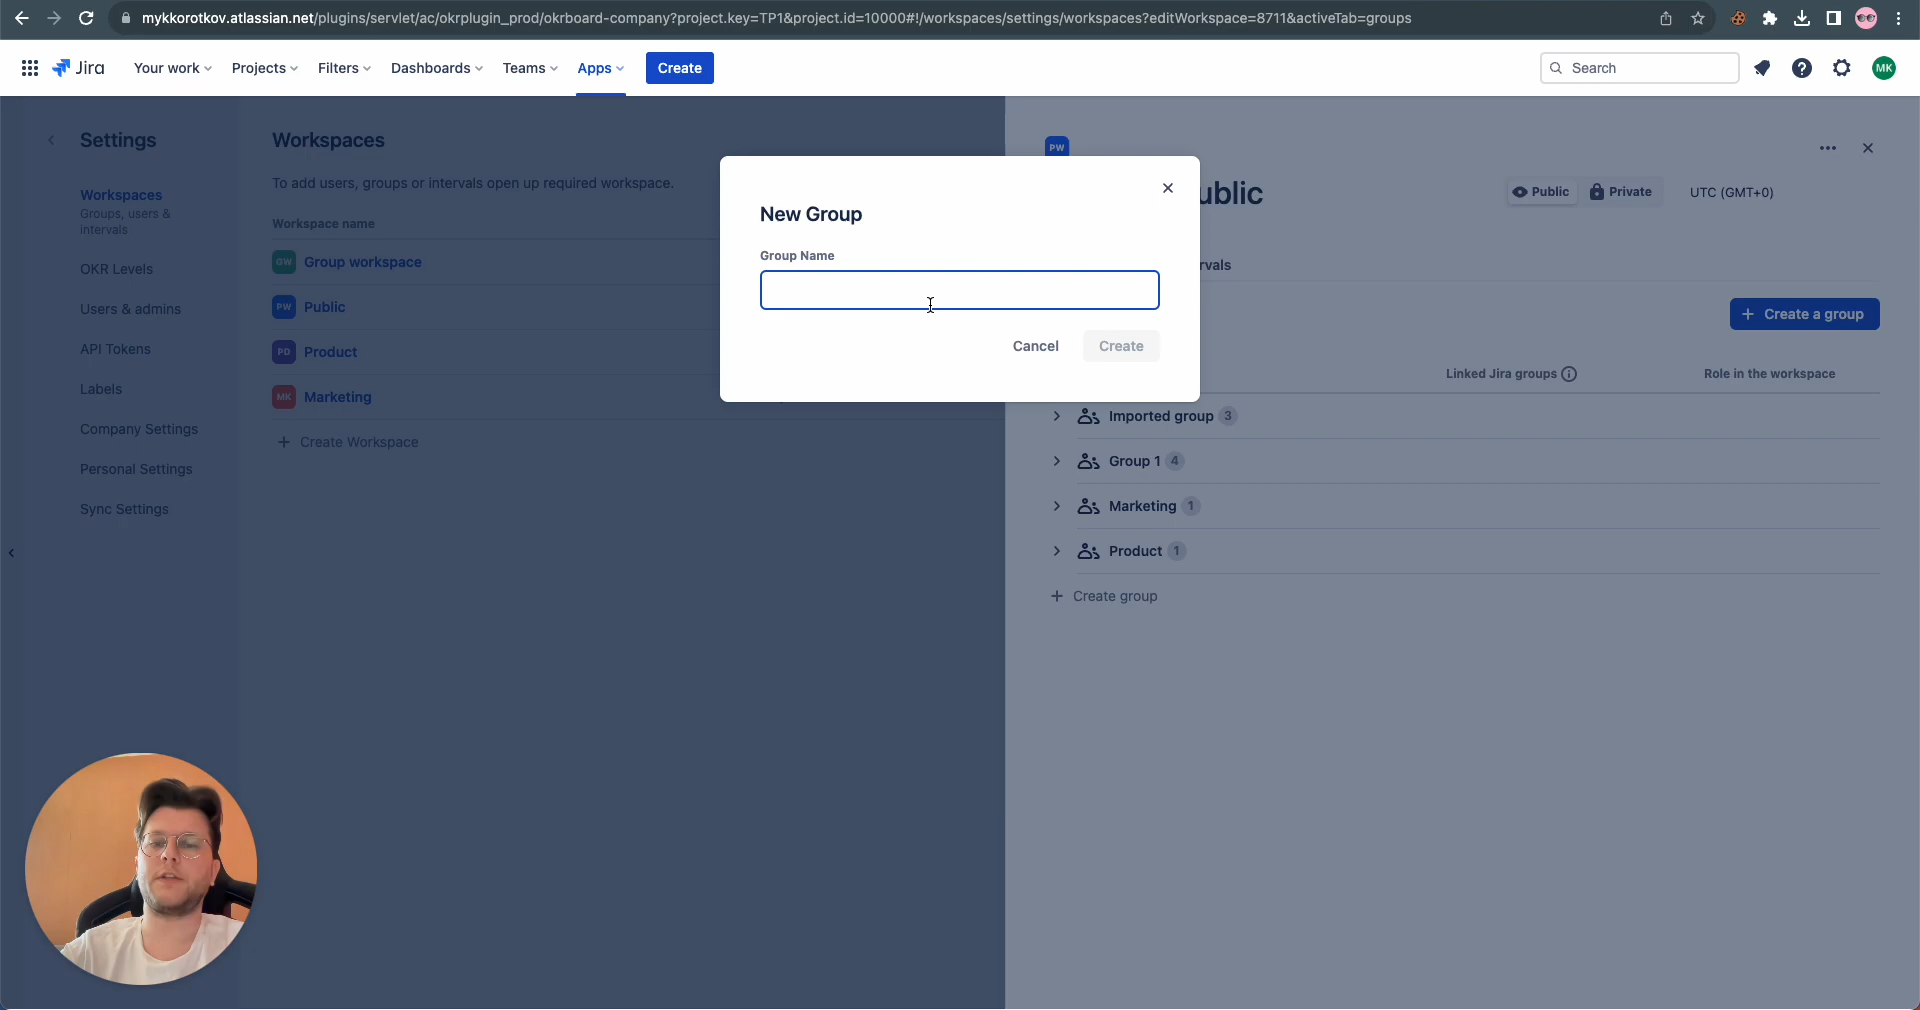 mykkorotkov.atlassian.net/plugins/servlet/ac/okrplugin_prod/okrboard-company?project.key=TP1&project.id=10000#!/workspaces/settings/workspaces?editWorkspace=8711&activeTab=groups
Jira
Your work
Projects
Filters
Dashboards
Teams
Apps
Create
Search
MK
Settings
Workspaces
Groups, users &
intervals
OKR Levels
Users & admins
API Tokens
Labels
Company Settings
Personal Settings
Sync Settings
Workspaces
To add users, groups or intervals open up required workspace.
Workspace name
GW Group workspace
PW Public
PD Product
MK Marketing
+ Create Workspace
New Group
Group Name
Cancel
Create
PW
ublic
Public
Private
UTC (GMT+0)
rvals
+ Create a group
Linked Jira groups
Role in the workspace
Imported group 3
Group 1 4
Marketing 1
Product 1
+ Create group